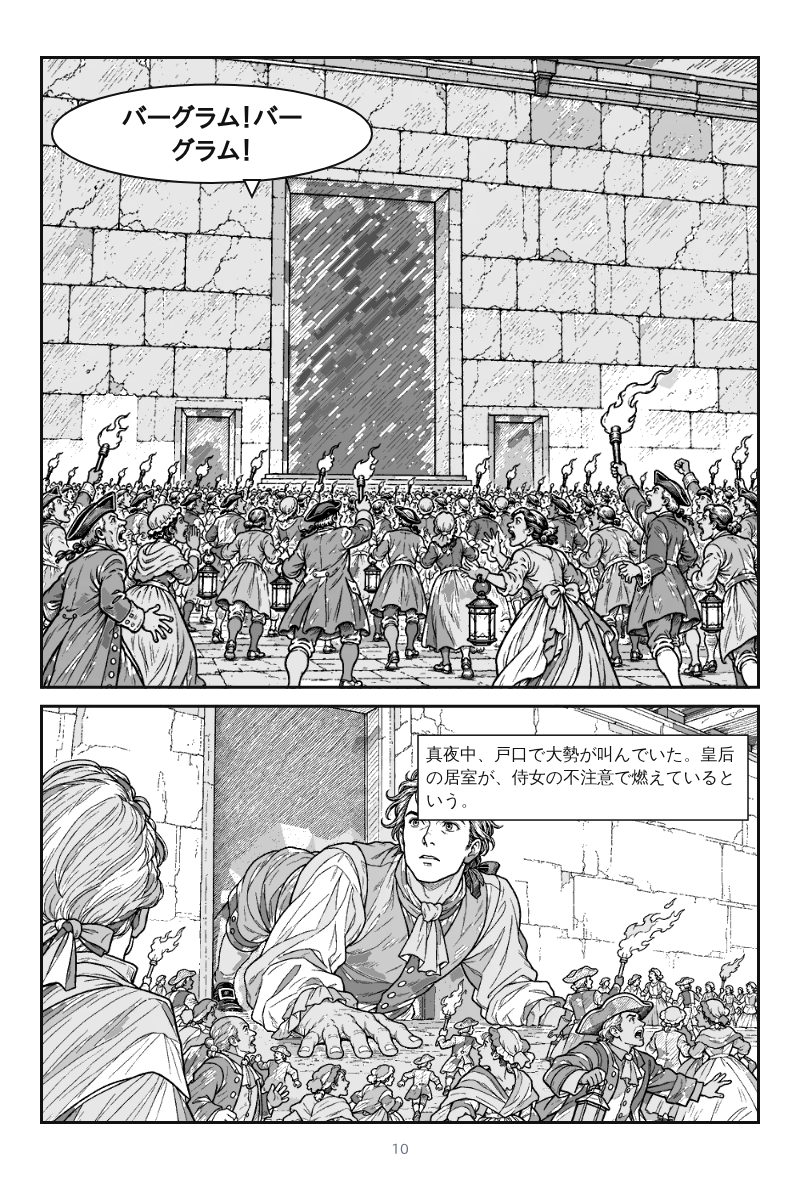 バーグラム！バー
グラム！
真夜中、戸口で大勢が叫んでいた。皇后
の居室が、侍女の不注意で燃えていると
いう。
10